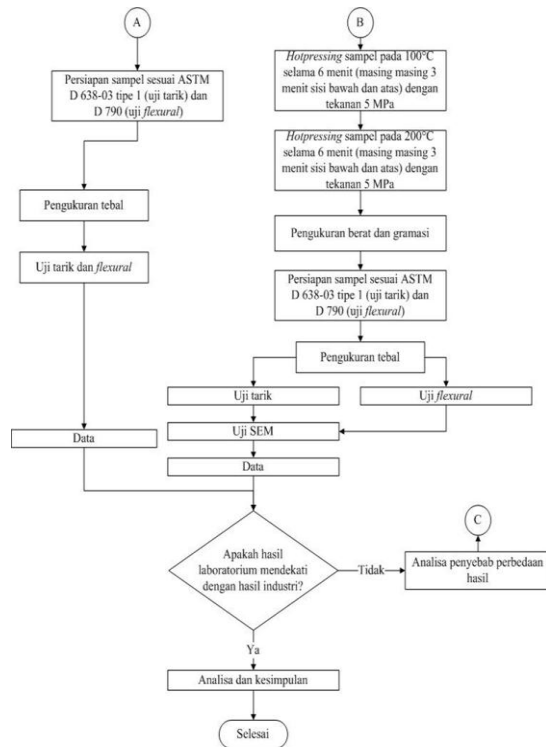 A
Persiapan sampel sesuai ASTM
D 638-03 tipe 1 (uji tarik) dan
D 790 (uji flexural)
Pengukuran tebal
Uji tarik dan flexural
Data
B
Hotpressing sampel pada 100°C
selama 6 menit (masing masing 3
menit sisi bawah dan atas) dengan
tekanan 5 MPa
Hotpressing sampel pada 200°C
selama 6 menit (masing masing 3
menit sisi bawah dan atas) dengan
tekanan 5 MPa
Pengukuran berat dan gramasi
Persiapan sampel sesuai ASTM
D 638-03 tipe 1 (uji tarik) dan
D 790 (uji flexural)
Pengukuran tebal
Uji tarik
Uji flexural
Uji SEM
Data
Apakah hasil
laboratorium mendekati
dengan hasil industri?
Tidak
Analisa penyebab perbedaan
hasil
C
Ya
Analisa dan kesimpulan
Selesai